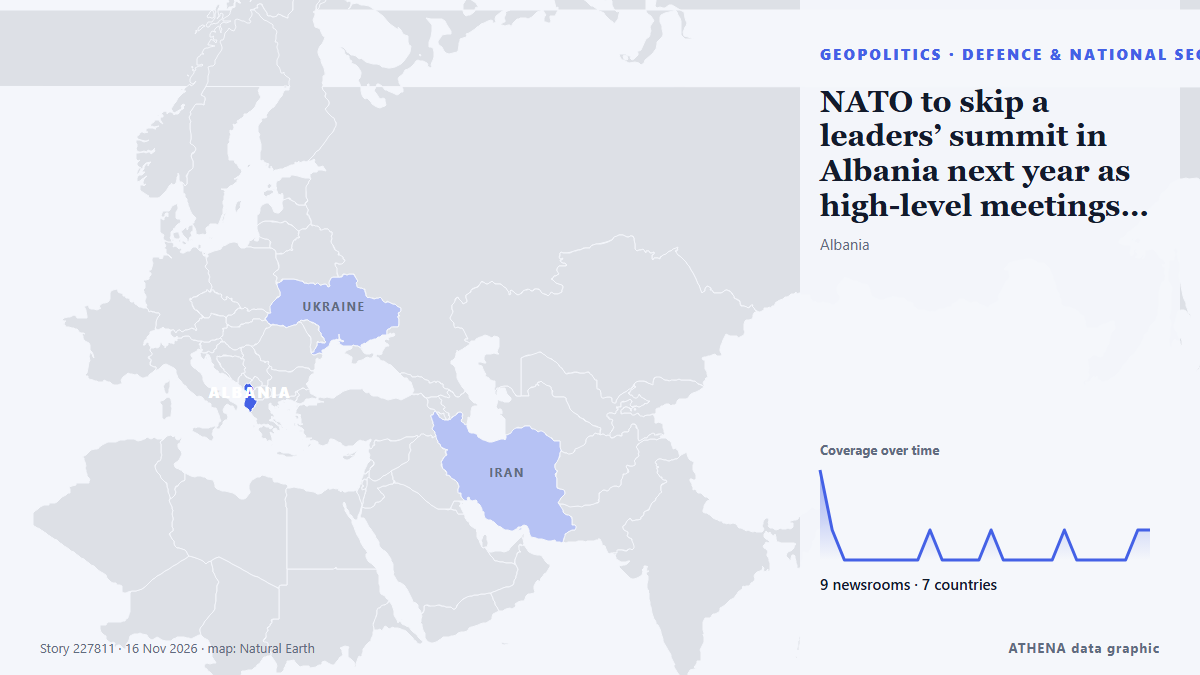 GEOPOLITICS · DEFENCE & NATIONAL SEC
NATO to skip a
leaders’ summit in
Albania next year as
high-level meetings...
Albania
UKRAINE
ALBANIA
IRAN
Coverage over time
9 newsrooms · 7 countries
Story 227811 · 16 Nov 2026 · map: Natural Earth
ATHENA data graphic